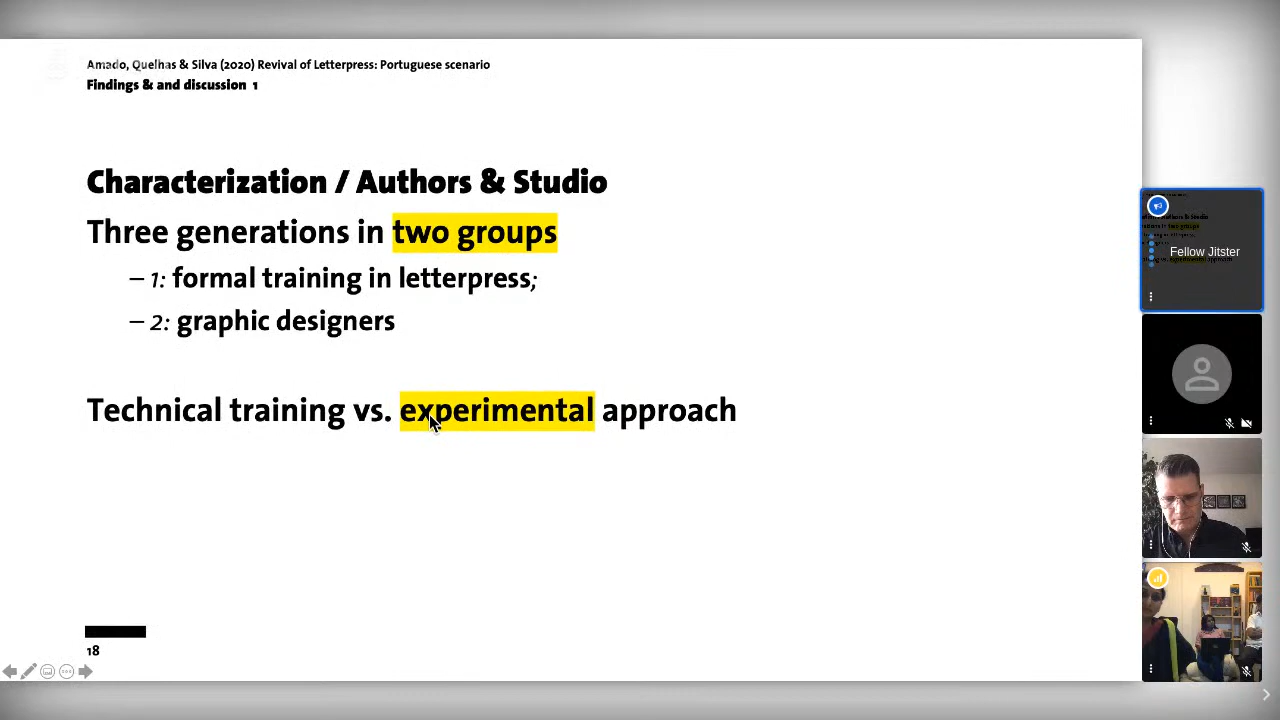 Amado, Quelhas & Silva (2020) Revival of Letterpress: Portuguese scenario
Findings & and discussion 1
Characterization / Authors & Studio
Three generations in two groups
– 1: formal training in letterpress;
– 2: graphic designers
Technical training vs. experimental approach
18
Fellow Jitster